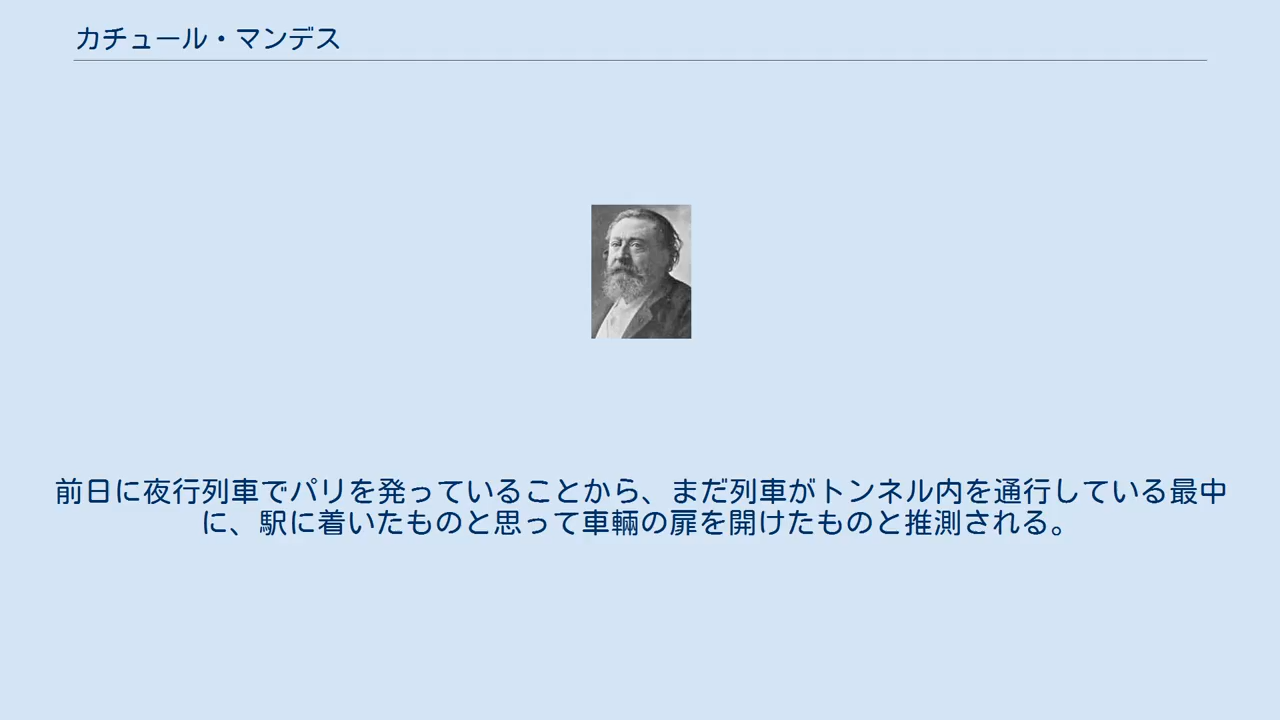 カチュール・マンデス
前日に夜行列車でパリを発っていることから、まだ列車がトンネル内を通行している最中
に、駅に着いたものと思って車輛の扉を開けたものと推測される。